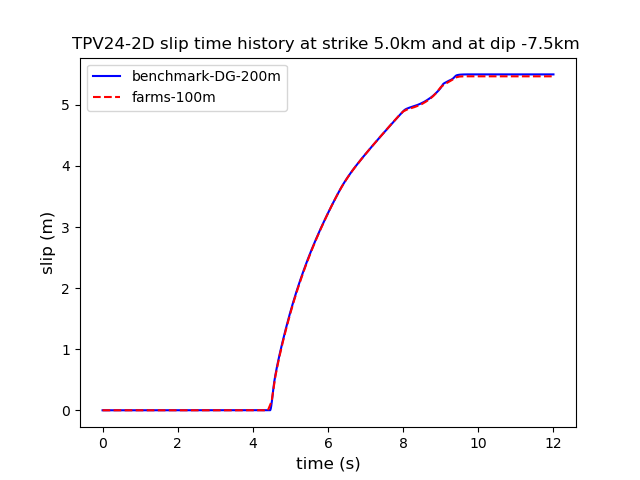 TPV24-2D slip time history at strike 5.0km and at dip -7.5km
benchmark-DG-200m
farms-100m
5
4
3
2
1
0
slip (m)
0 2 4 6 8 10 12
time (s)